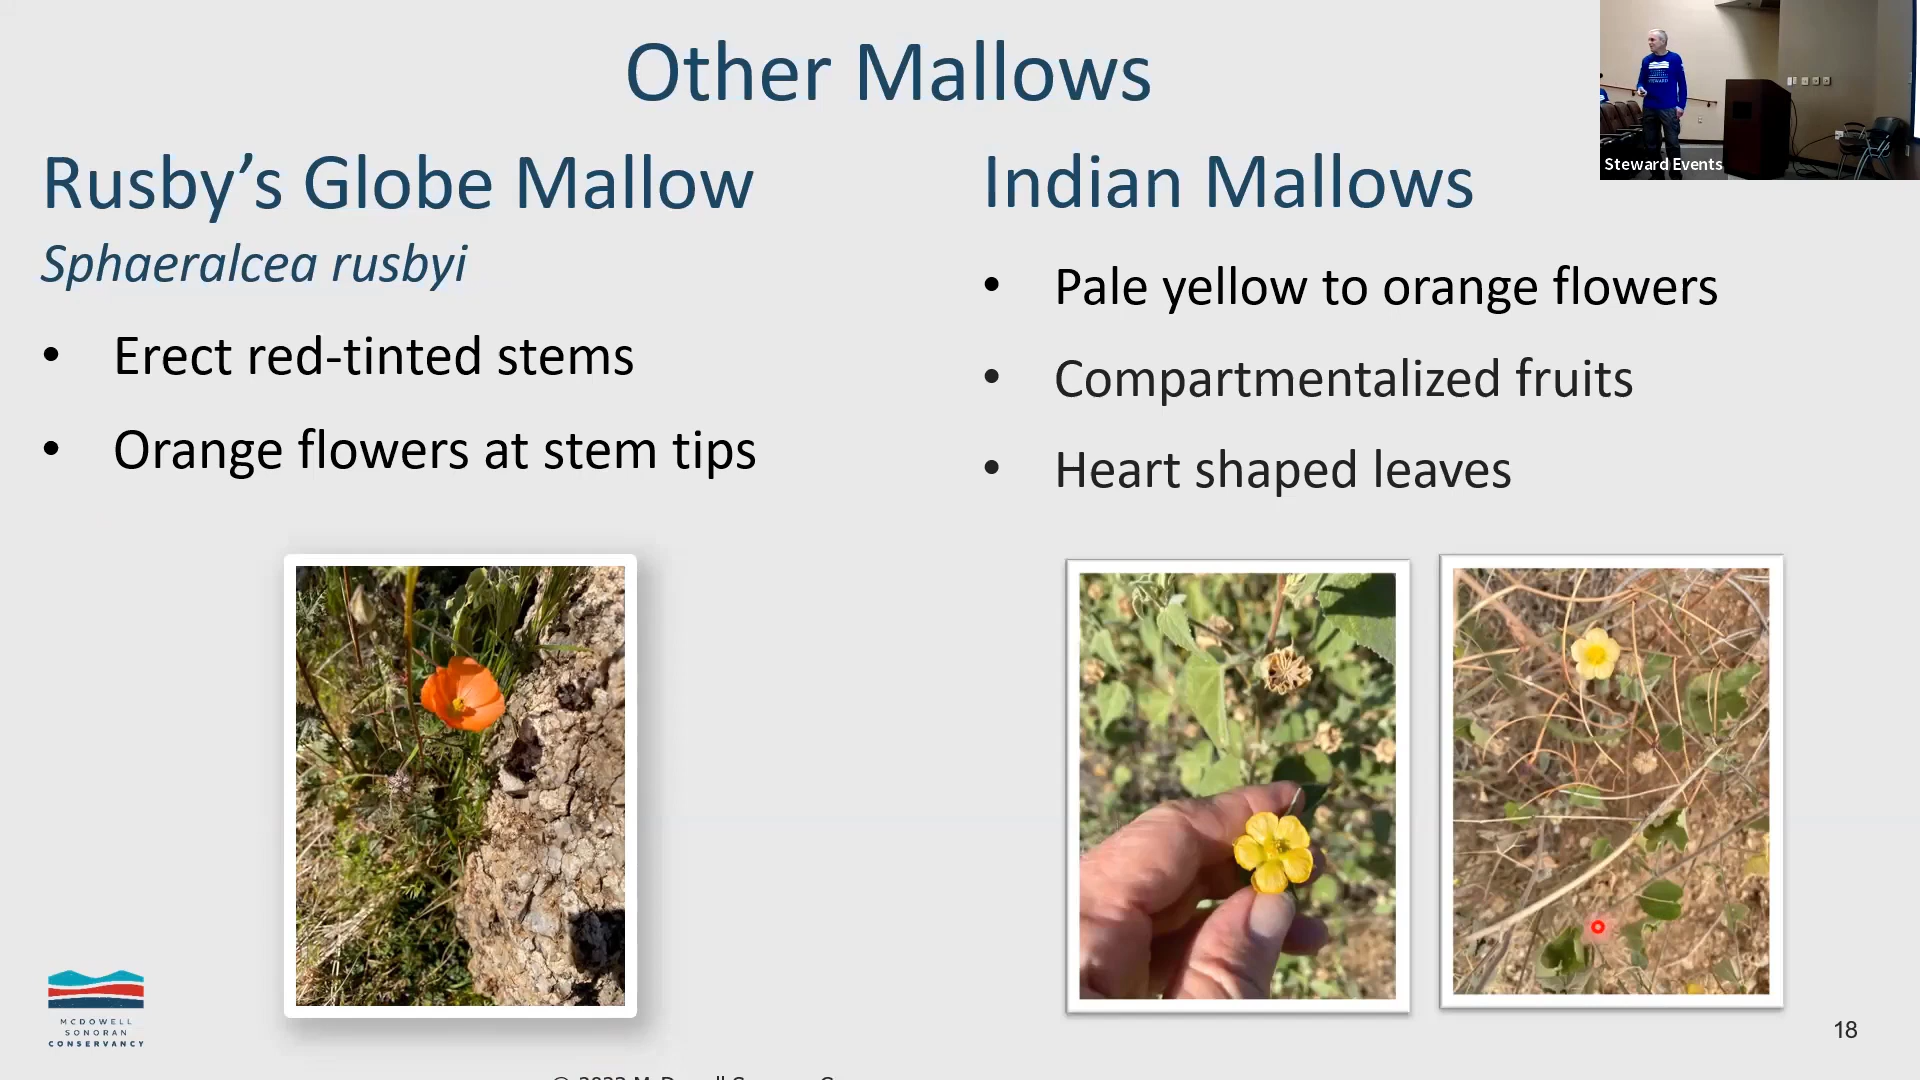 Other Mallows
Rusby’s Globe Mallow
Sphaeralcea rusbyi
• Erect red-tinted stems
• Orange flowers at stem tips
Indian Mallows
• Pale yellow to orange flowers
• Compartmentalized fruits
• Heart shaped leaves
Steward Events
MCDOWELL
SONORAN
CONSERVANCY
18